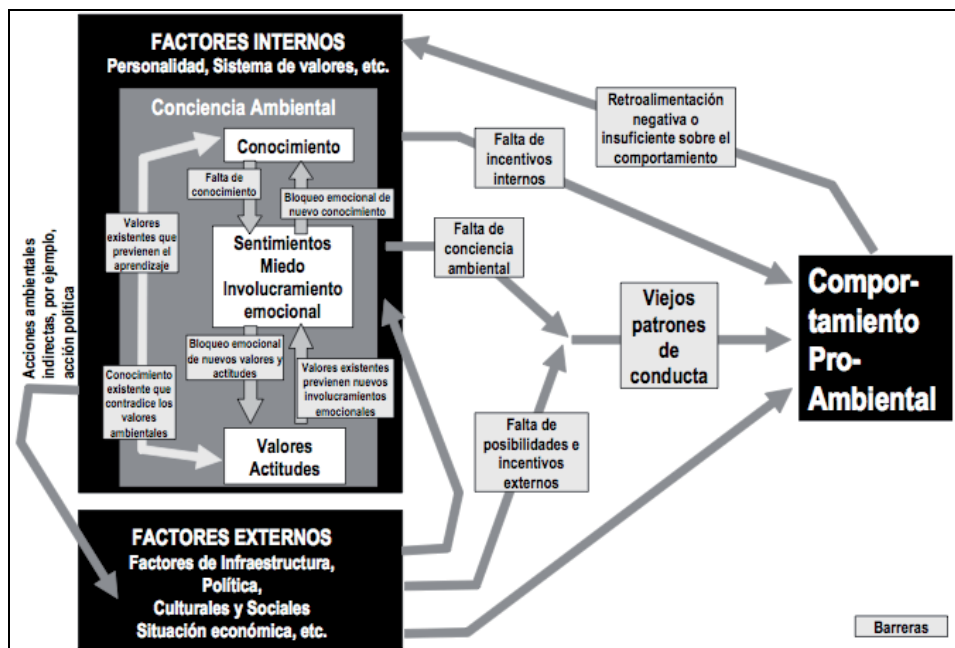 FACTORES INTERNOS
Personalidad, Sistema de valores, etc.
Conciencia Ambiental
Conocimiento
Falta de
conocimiento
Bloqueo emocional
de nuevo conocimiento
Valores
existentes que
previenen el
aprendizaje
Sentimientos
Miedo
Involucramiento
emocional
Bloqueo emocional
de nuevos valores y
actitudes
Valores existentes
previenen nuevos
involucramientos
emocionales
Conocimiento
existente que
contradice los
valores
ambientales
Valores
Actitudes
Acciones ambientales
indirectas, por ejemplo,
acción política
FACTORES EXTERNOS
Factores de Infraestructura,
Política,
Culturales y Sociales
Situación económica, etc.
Retroalimentación
negativa o
insuficiente sobre el
comportamiento
Falta de
incentivos
internos
Falta de
conciencia
ambiental
Viejos
patrones
de
conducta
Falta de
posibilidades e
incentivos
externos
Compor-
tamiento
Pro-
Ambiental
Barreras